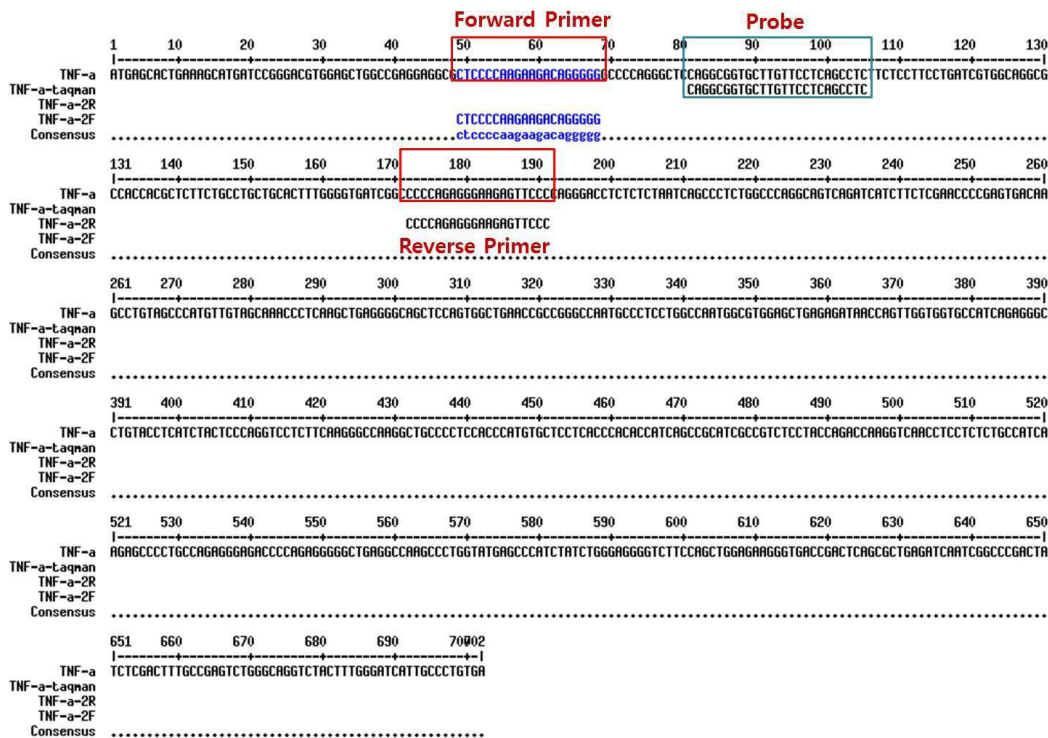 Forward Primer Probe
1 10 20 30 40 50 60 70 80 90 100 110 120 130
TNF-a ATGAGCACTGAAAGCATGATCCGGGACGTGGAGCTGGCCGAGGAGGCGCTCCCCAAGAAGACAGGGGGGCCCCAGGGCTCCAGGCGGTGCTTGTTCCTCAGCCTCTTCTCCTTCCTGATCGTGGCAGGCG
TNF-a-taqman CAGGCGGTGCTTGTTCCTCAGCCTC
TNF-a-2R
TNF-a-2F CTCCCCAAGAAGACAGGGGG
Consensus ctccccaagaagacaggggg
131 140 150 160 170 180 190 200 210 220 230 240 250 260
TNF-a CCACCACGCTCTTCTGCCTGCTGCACTTTGGGGTGATCGGCCCCCAGAGGGAAGAGTTCCCCAGGGACCTCTCTCTAATCAGCCCTCTGGCCCAGGCAGTCAGATCATCTTCTCGAACCCCGAGTGACAA
TNF-a-taqman
TNF-a-2R CCCCAGAGGGAAGAGTTCCC
TNF-a-2F
Consensus
Reverse Primer
261 270 280 290 300 310 320 330 340 350 360 370 380 390
TNF-a GCCTGTAGCCCATGTTGTAGCAAACCCTCAAGCTGAGGGGCAGCTCCAGTGGCTGAACCGCCGGGCCAATGCCCTCCTGGCCAATGGCGTGGAGCTGAGAGATAACCAGTTGGTGGTGCCATCAGAGGGC
TNF-a-taqman
TNF-a-2R
TNF-a-2F
Consensus
391 400 410 420 430 440 450 460 470 480 490 500 510 520
TNF-a CTGTACCTCATCTACTCCCAGGTCCTCTTCAAGGGCCAAGGCTGCCCCTCCACCCATGTGCTCCTCACCCACACCATCAGCCGCATCGCCGTCTCCTACCAGACCAAGGTCAACCTCCTCTCTGCCATCA
TNF-a-taqman
TNF-a-2R
TNF-a-2F
Consensus
521 530 540 550 560 570 580 590 600 610 620 630 640 650
TNF-a AGAGCCCCTGCCAGAGGGAGACCCCAGAGGGGGCTGAGGCCAAGCCCTGGTATGAGCCCATCTATCTGGGAGGGGTCTTCCAGCTGGAGAAGGGTGACCGACTCAGCGCTGAGATCAATCGGCCCGACTA
TNF-a-taqman
TNF-a-2R
TNF-a-2F
Consensus
651 660 670 680 690 700702
TNF-a TCTCGACTTTGCCGAGTCTGGGCAGGTCTACTTTGGGATCATTGCCCTGTGA
TNF-a-taqman
TNF-a-2R
TNF-a-2F
Consensus